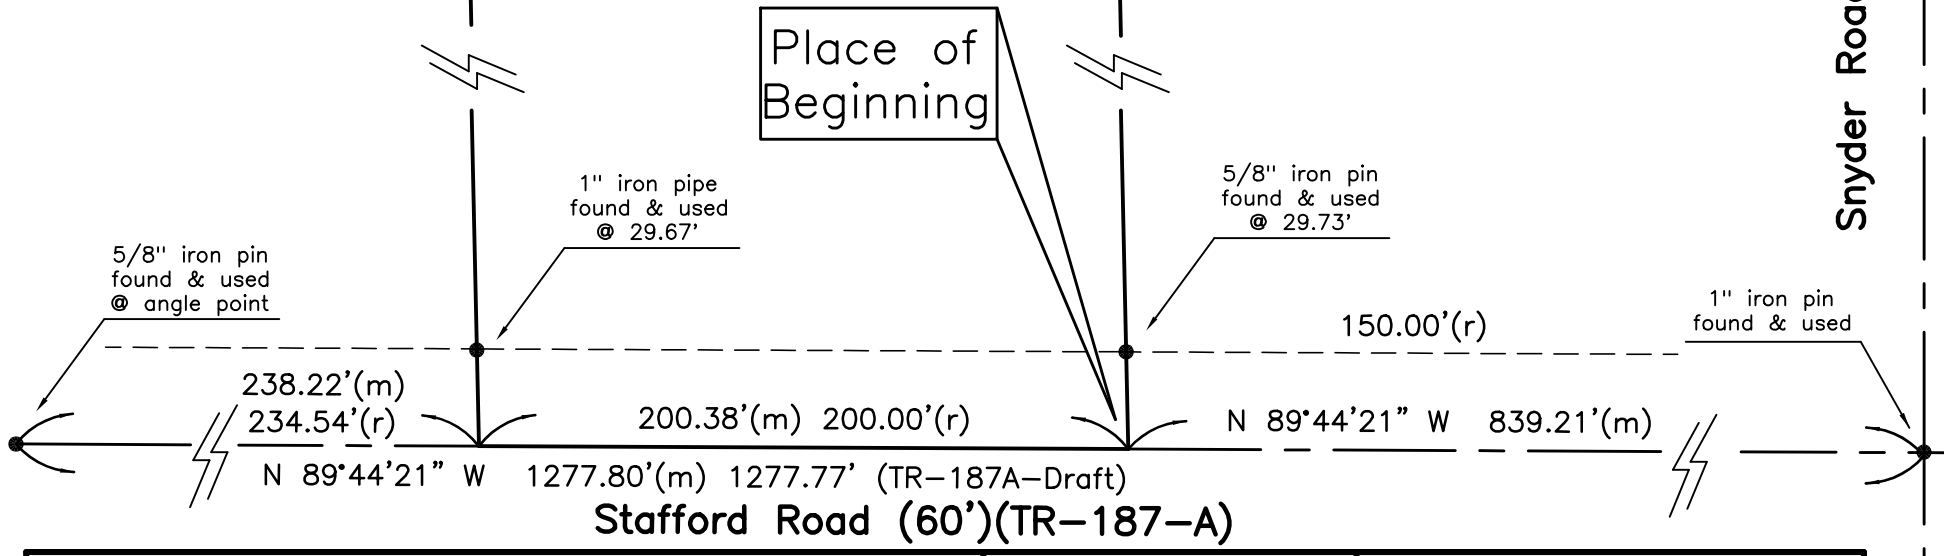 Place of
Beginning
Snyder Road
1" iron pipe
found & used
@ 29.67'
5/8" iron pin
found & used
@ 29.73'
5/8" iron pin
found & used
@ angle point
1" iron pin
found & used
150.00'(r)
238.22'(m)
234.54'(r)
200.38'(m) 200.00'(r)
N 89°44'21" W 839.21'(m)
N 89°44'21" W 1277.80'(m) 1277.77' (TR-187A-Draft)
Stafford Road (60')(TR-187-A)